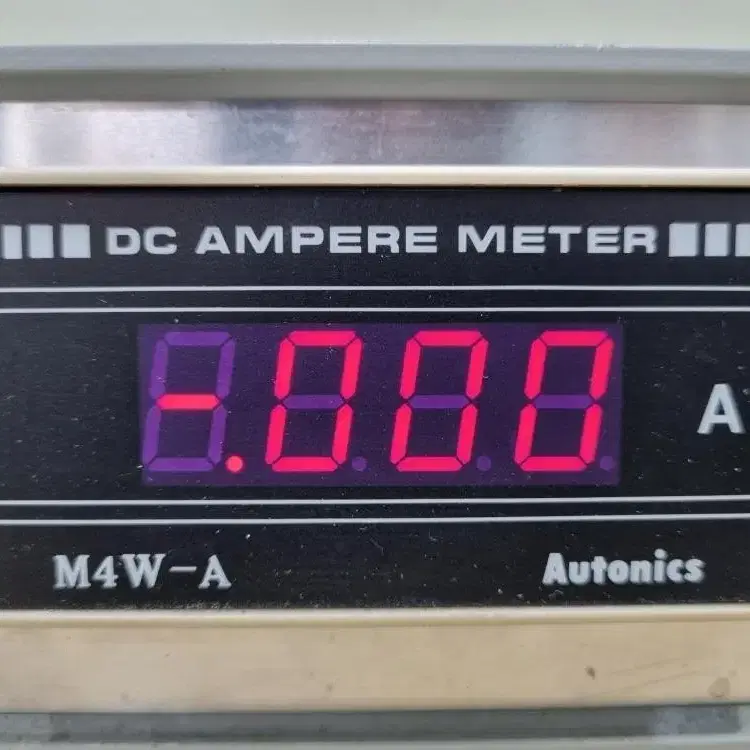 DC AMPERE METER
-.000 A
M4W-A Autonics